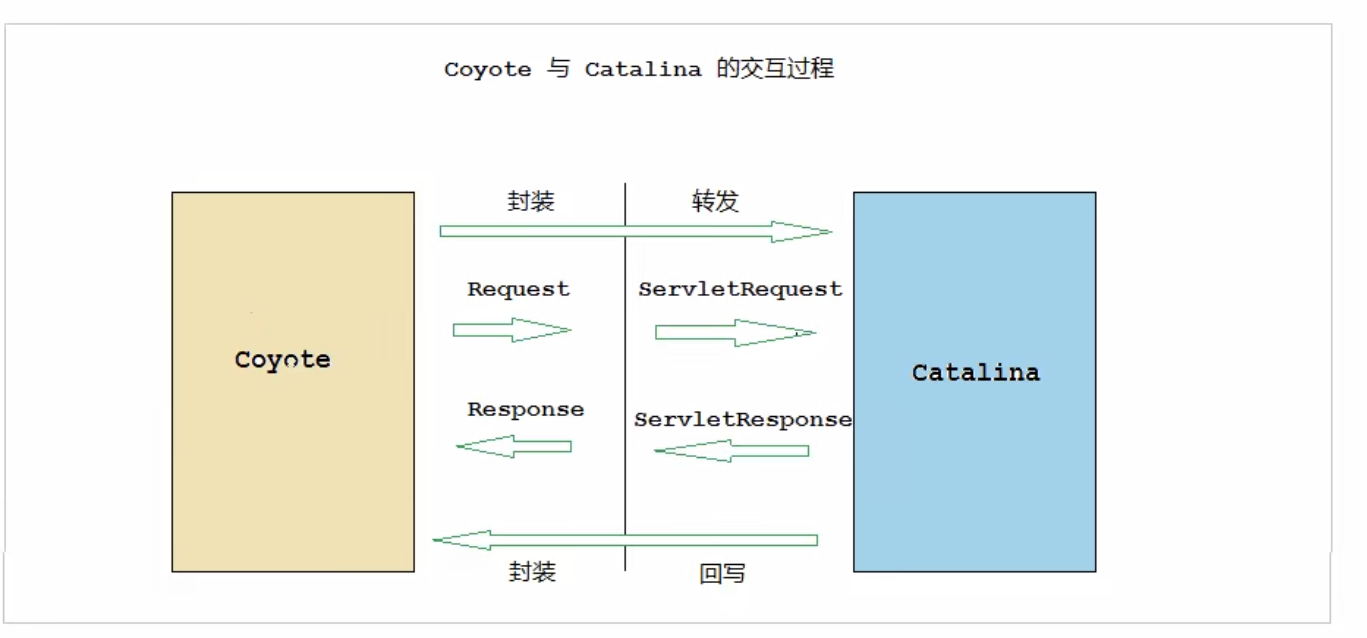 Coyote 与 Catalina 的交互过程
封装
转发
Request
ServletRequest
Coyote
Catalina
Response
ServletResponse
封装
回写